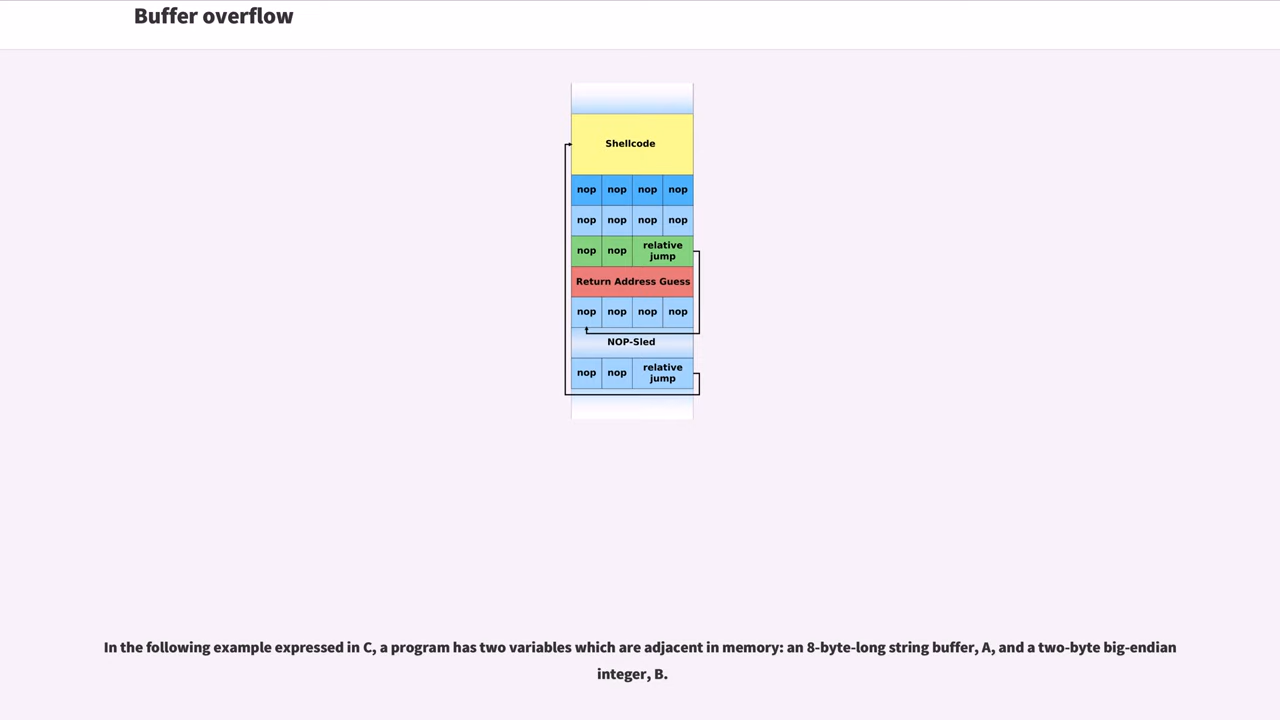 Buffer overflow
Shellcode
nop nop nop nop
nop nop nop nop
nop nop relative
jump
Return Address Guess
nop nop nop nop
NOP-Sled
nop nop relative
jump
In the following example expressed in C, a program has two variables which are adjacent in memory: an 8-byte-long string buffer, A, and a two-byte big-endian
integer, B.